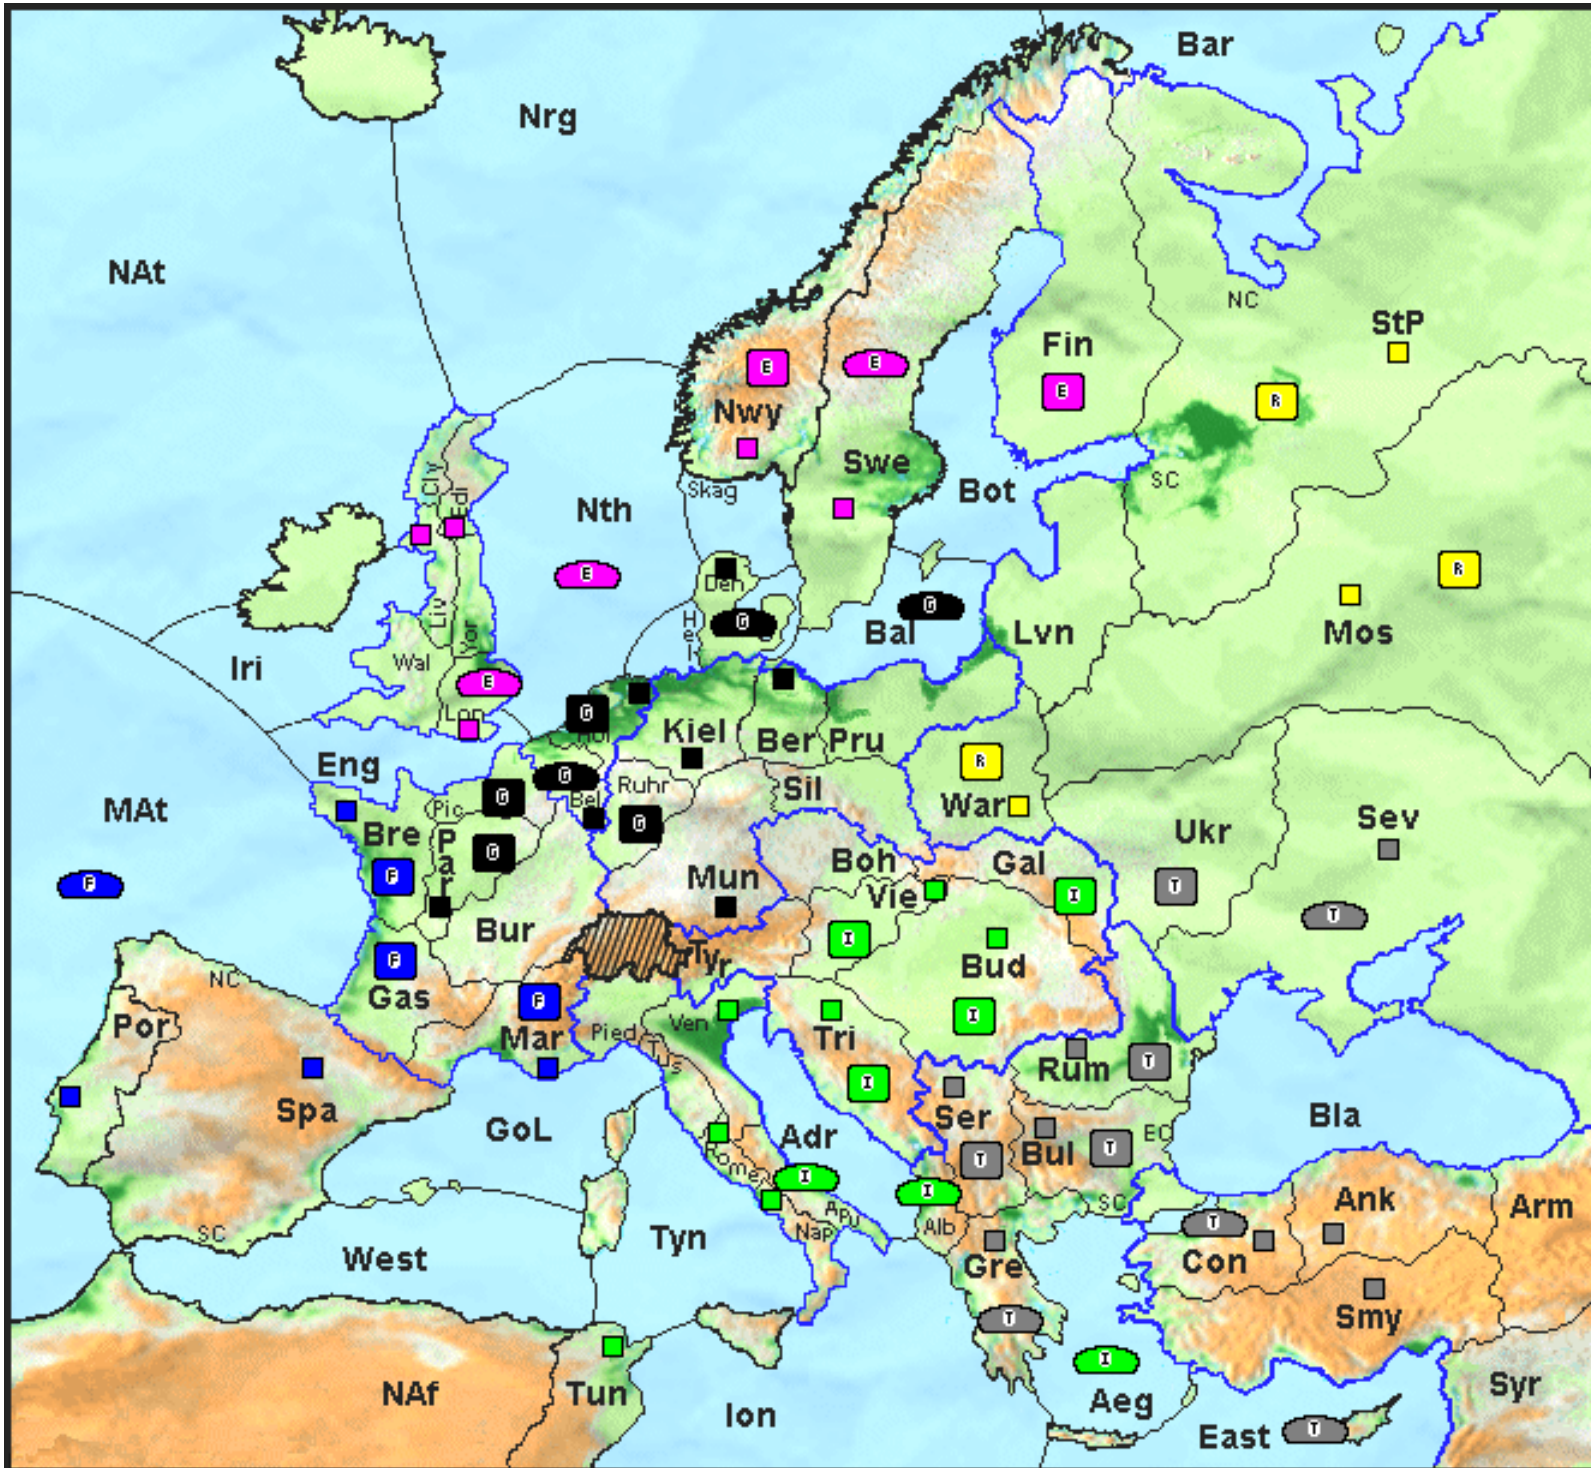 Bar
Nrg
NAt
NC
StP
Fin
E
E
E
R
Nwy
Swe
Cly
Edi
SC
Skag
Bot
Nth
E
Den
R
G
G
Hel
Bal
Lvn
Mos
Liv
Yor
Iri
Wal
E
Lon
G
Hol
Kiel
Ber
Pru
R
Eng
G
Ruhr
Sil
War
MAt
Pic
G
Bel
G
Bre
Par
G
Boh
Gal
Ukr
Sev
F
F
Mun
Vie
I
T
T
Bur
I
Bud
F
Tyr
NC
Gas
F
I
Por
Mar
Pied
Ven
Tri
Tus
Rum
T
Spa
I
Ser
GoL
Adr
Bul
T
EC
Bla
T
Rome
I
I
Apu
SC
Ank
Arm
SC
Tyn
Nap
Alb
T
West
Gre
Con
Smy
T
I
NAf
Tun
Ion
Aeg
Syr
East
T